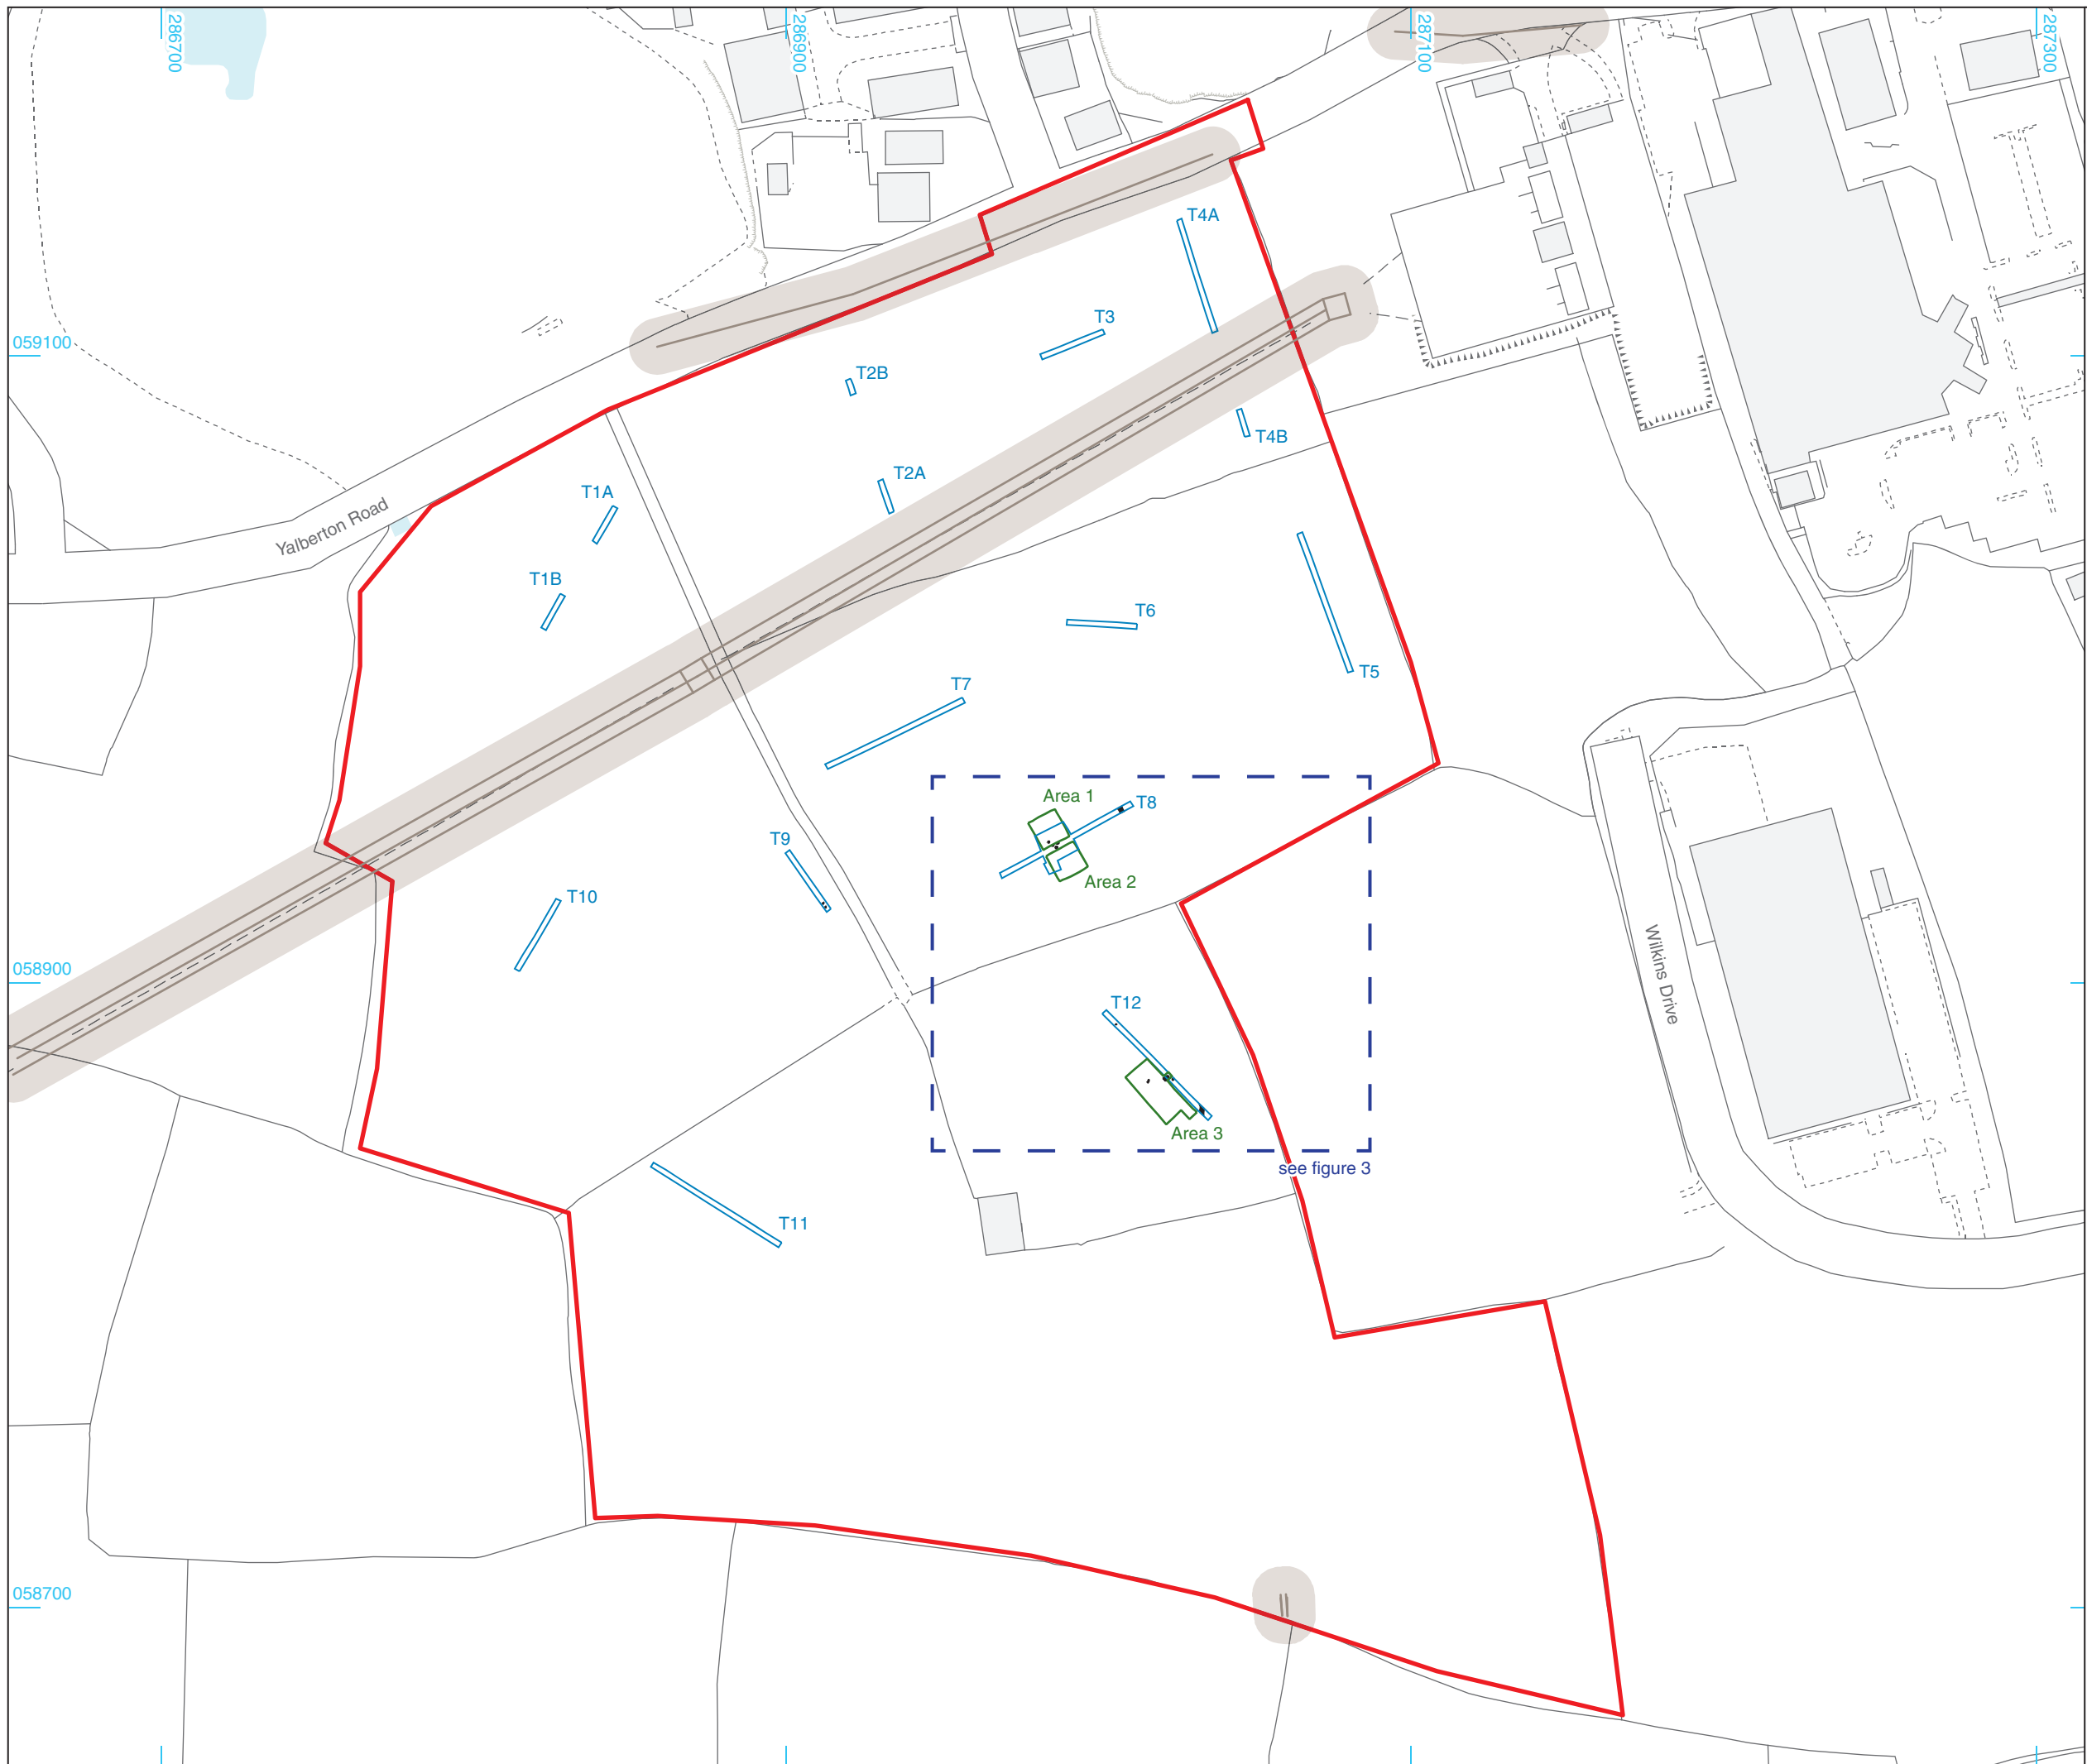 286700
286900
287100
287300
T4A
T3
059100
T2B
T4B
T2A
T1A
Yalberton Road
T1B
T6
T5
T7
Area 1
T8
T9
Area 2
T10
Wilkins Drive
058900
T12
Area 3
see figure 3
T11
058700